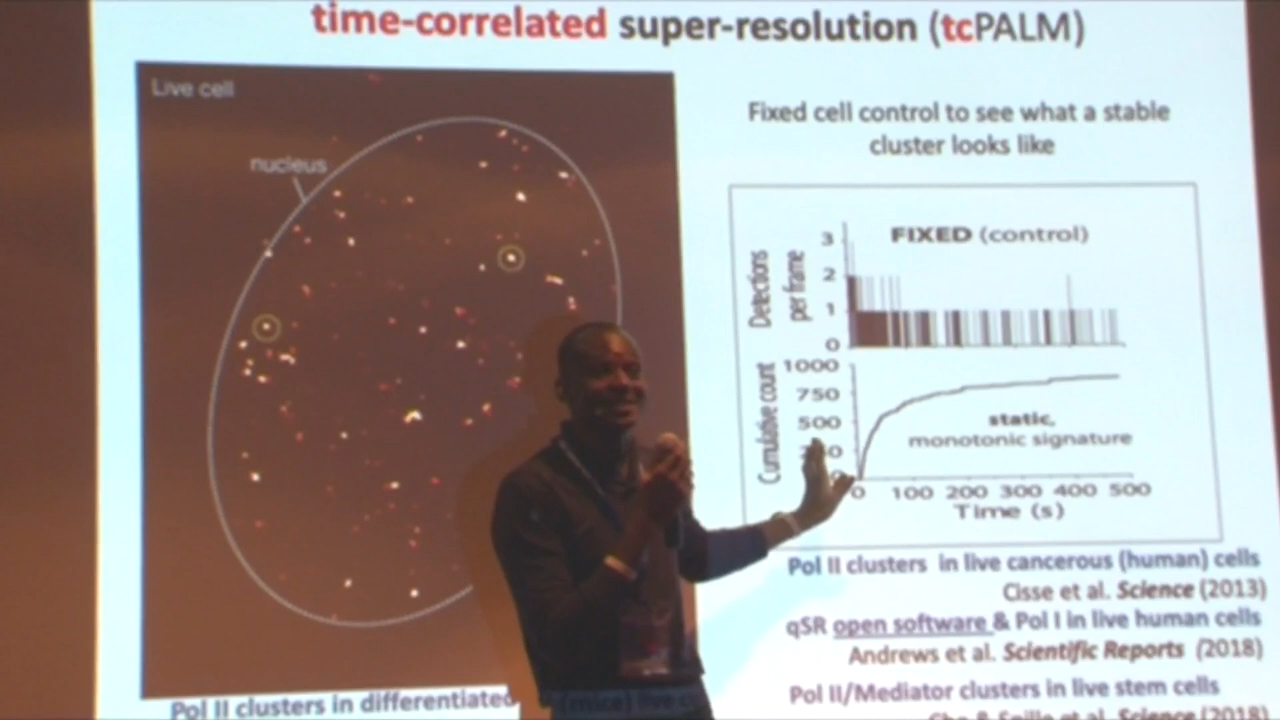 time-correlated super-resolution (tcPALM)
Live cell
nucleus
Fixed cell control to see what a stable
cluster looks like
FIXED (control)
Detections
per frame
3
2
1
0
Cumulative count
1000
750
500
static,
monotonic signature
0 100 200 300 400 500
Time (s)
Pol II clusters in live cancerous (human) cells
Cisse et al. Science (2013)
qSR open software & Pol I in live human cells
Andrews et al. Scientific Reports (2018)
Pol II/Mediator clusters in live stem cells
Science (2018)
Pol II clusters in differentiated (mice) live